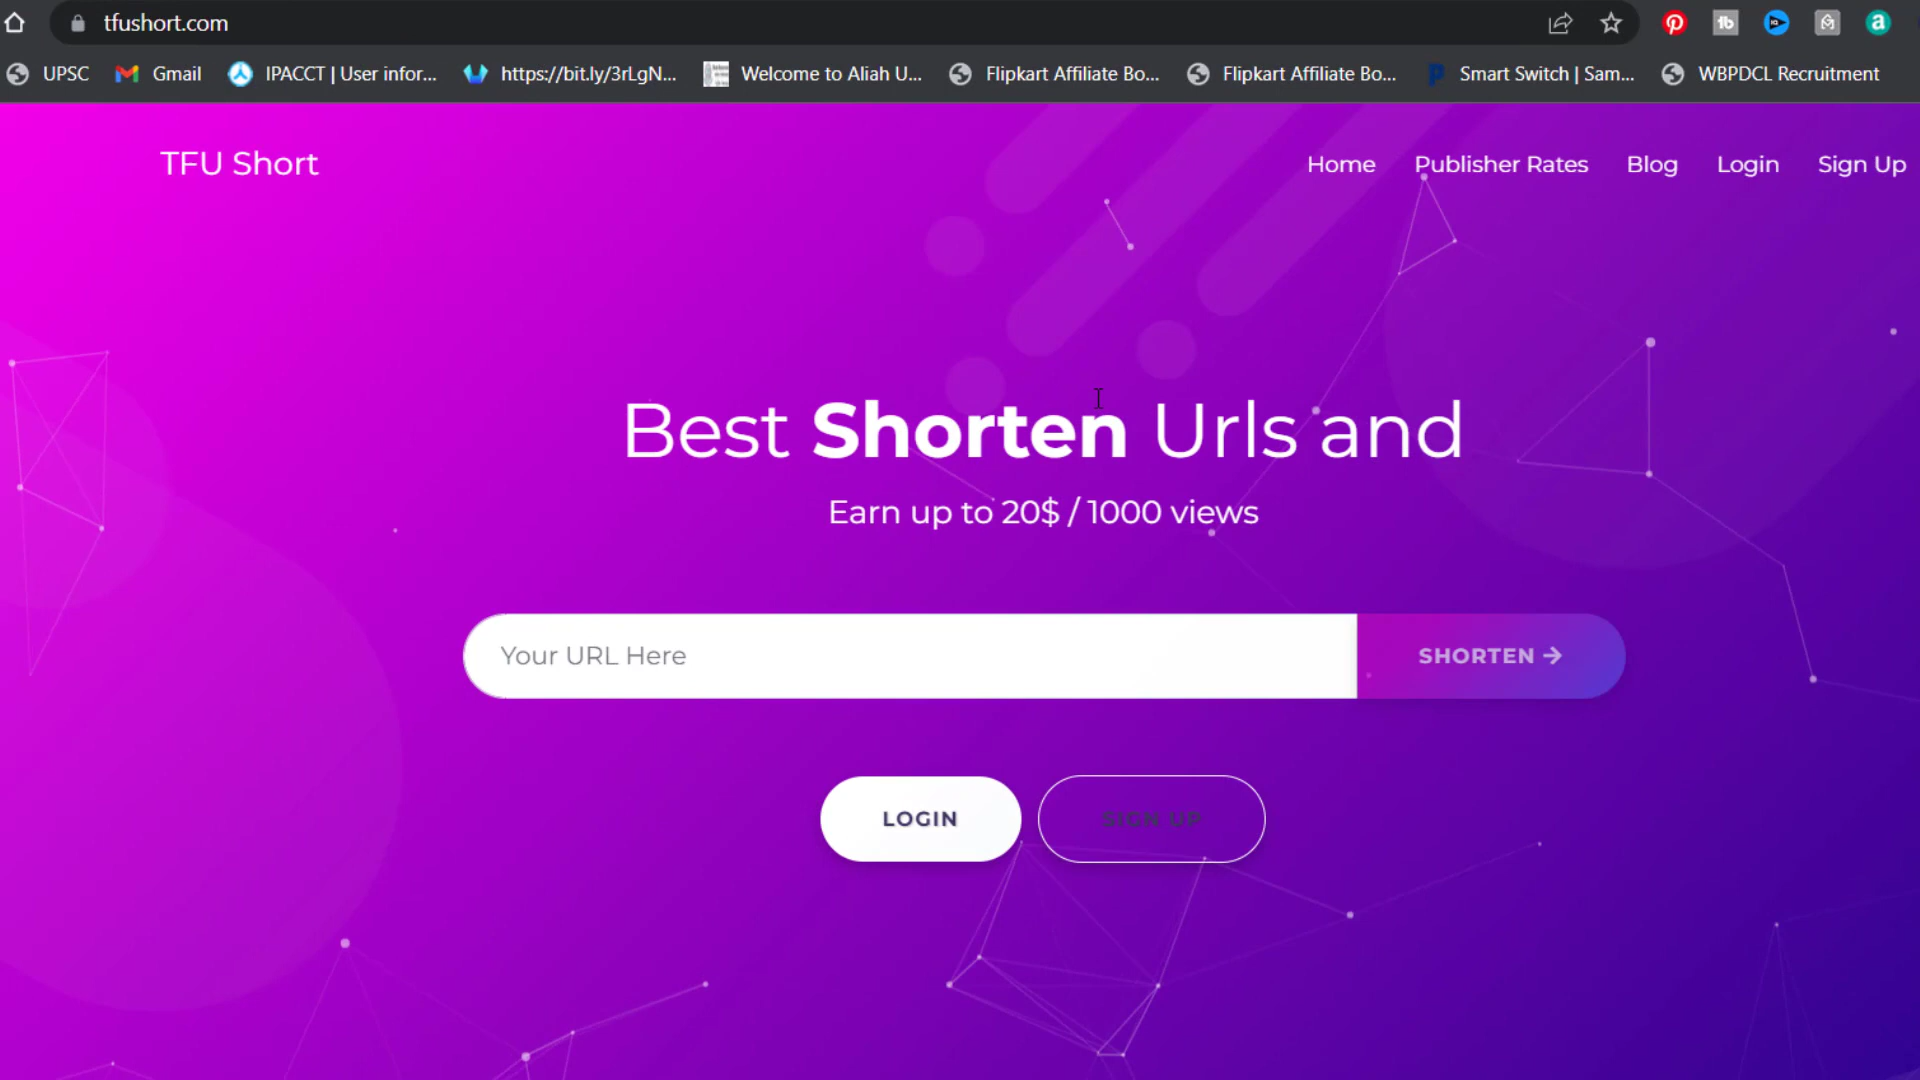 tfushort.com
UPSC Gmail IPACCT | User infor... https://bit.ly/3rLgN... Welcome to Aliah U... Flipkart Affiliate Bo... Flipkart Affiliate Bo... Smart Switch | Sam... WBPDCL Recruitment
TFU Short Home Publisher Rates Blog Login Sign Up
Best Shorten Urls and
Earn up to 20$ / 1000 views
Your URL Here SHORTEN →
LOGIN SIGN UP